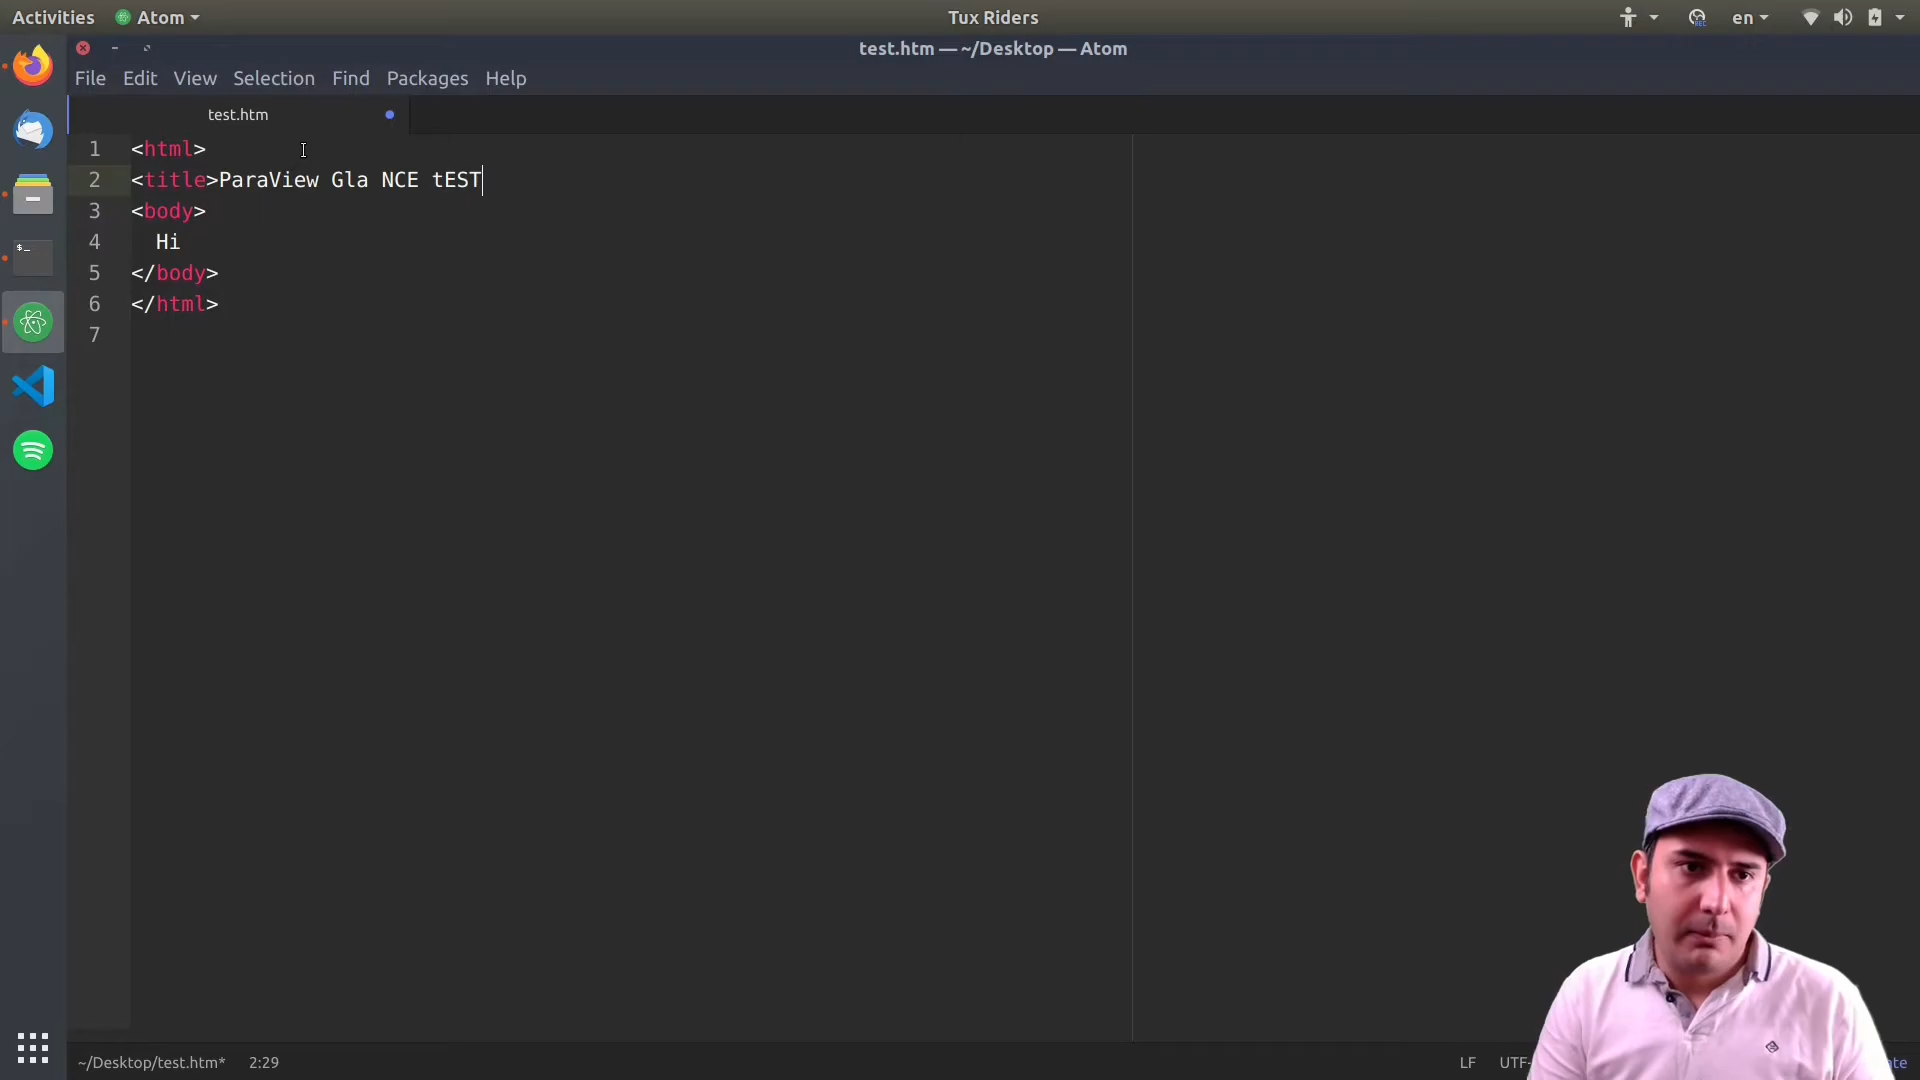 Activities Atom Tux Riders en
test.htm — ~/Desktop — Atom
File Edit View Selection Find Packages Help
test.htm
1 <html>
2 <title>ParaView Gla NCE tEST
3 <body>
4 Hi
5 </body>
6 </html>
7
~/Desktop/test.htm* 2:29 LF UTF-